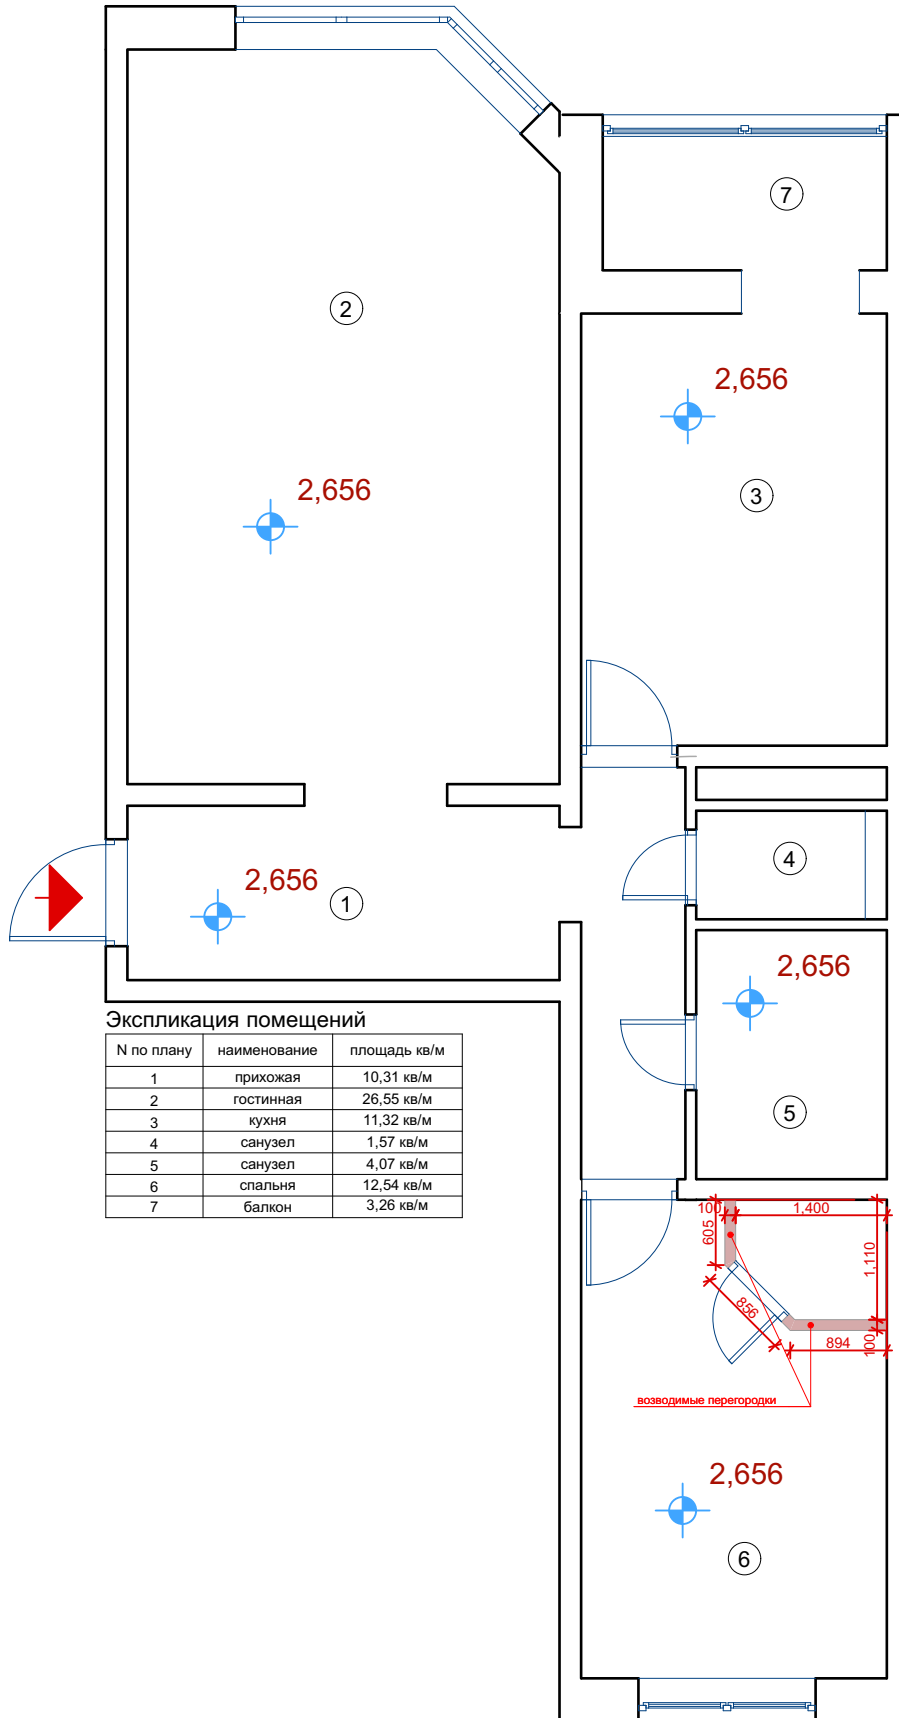 7
2
2,656
2,656
3
2,656
4
1
2,656
5
Экспликация помещений
N по плану наименование площадь кв/м
1 прихожая 10,31 кв/м
2 гостинная 26,55 кв/м
3 кухня 11,32 кв/м
4 санузел 1,57 кв/м
5 санузел 4,07 кв/м
6 спальня 12,54 кв/м
7 балкон 3,26 кв/м
100 1,400
605
1,110
856
894
100
возводимые перегородки
2,656
6